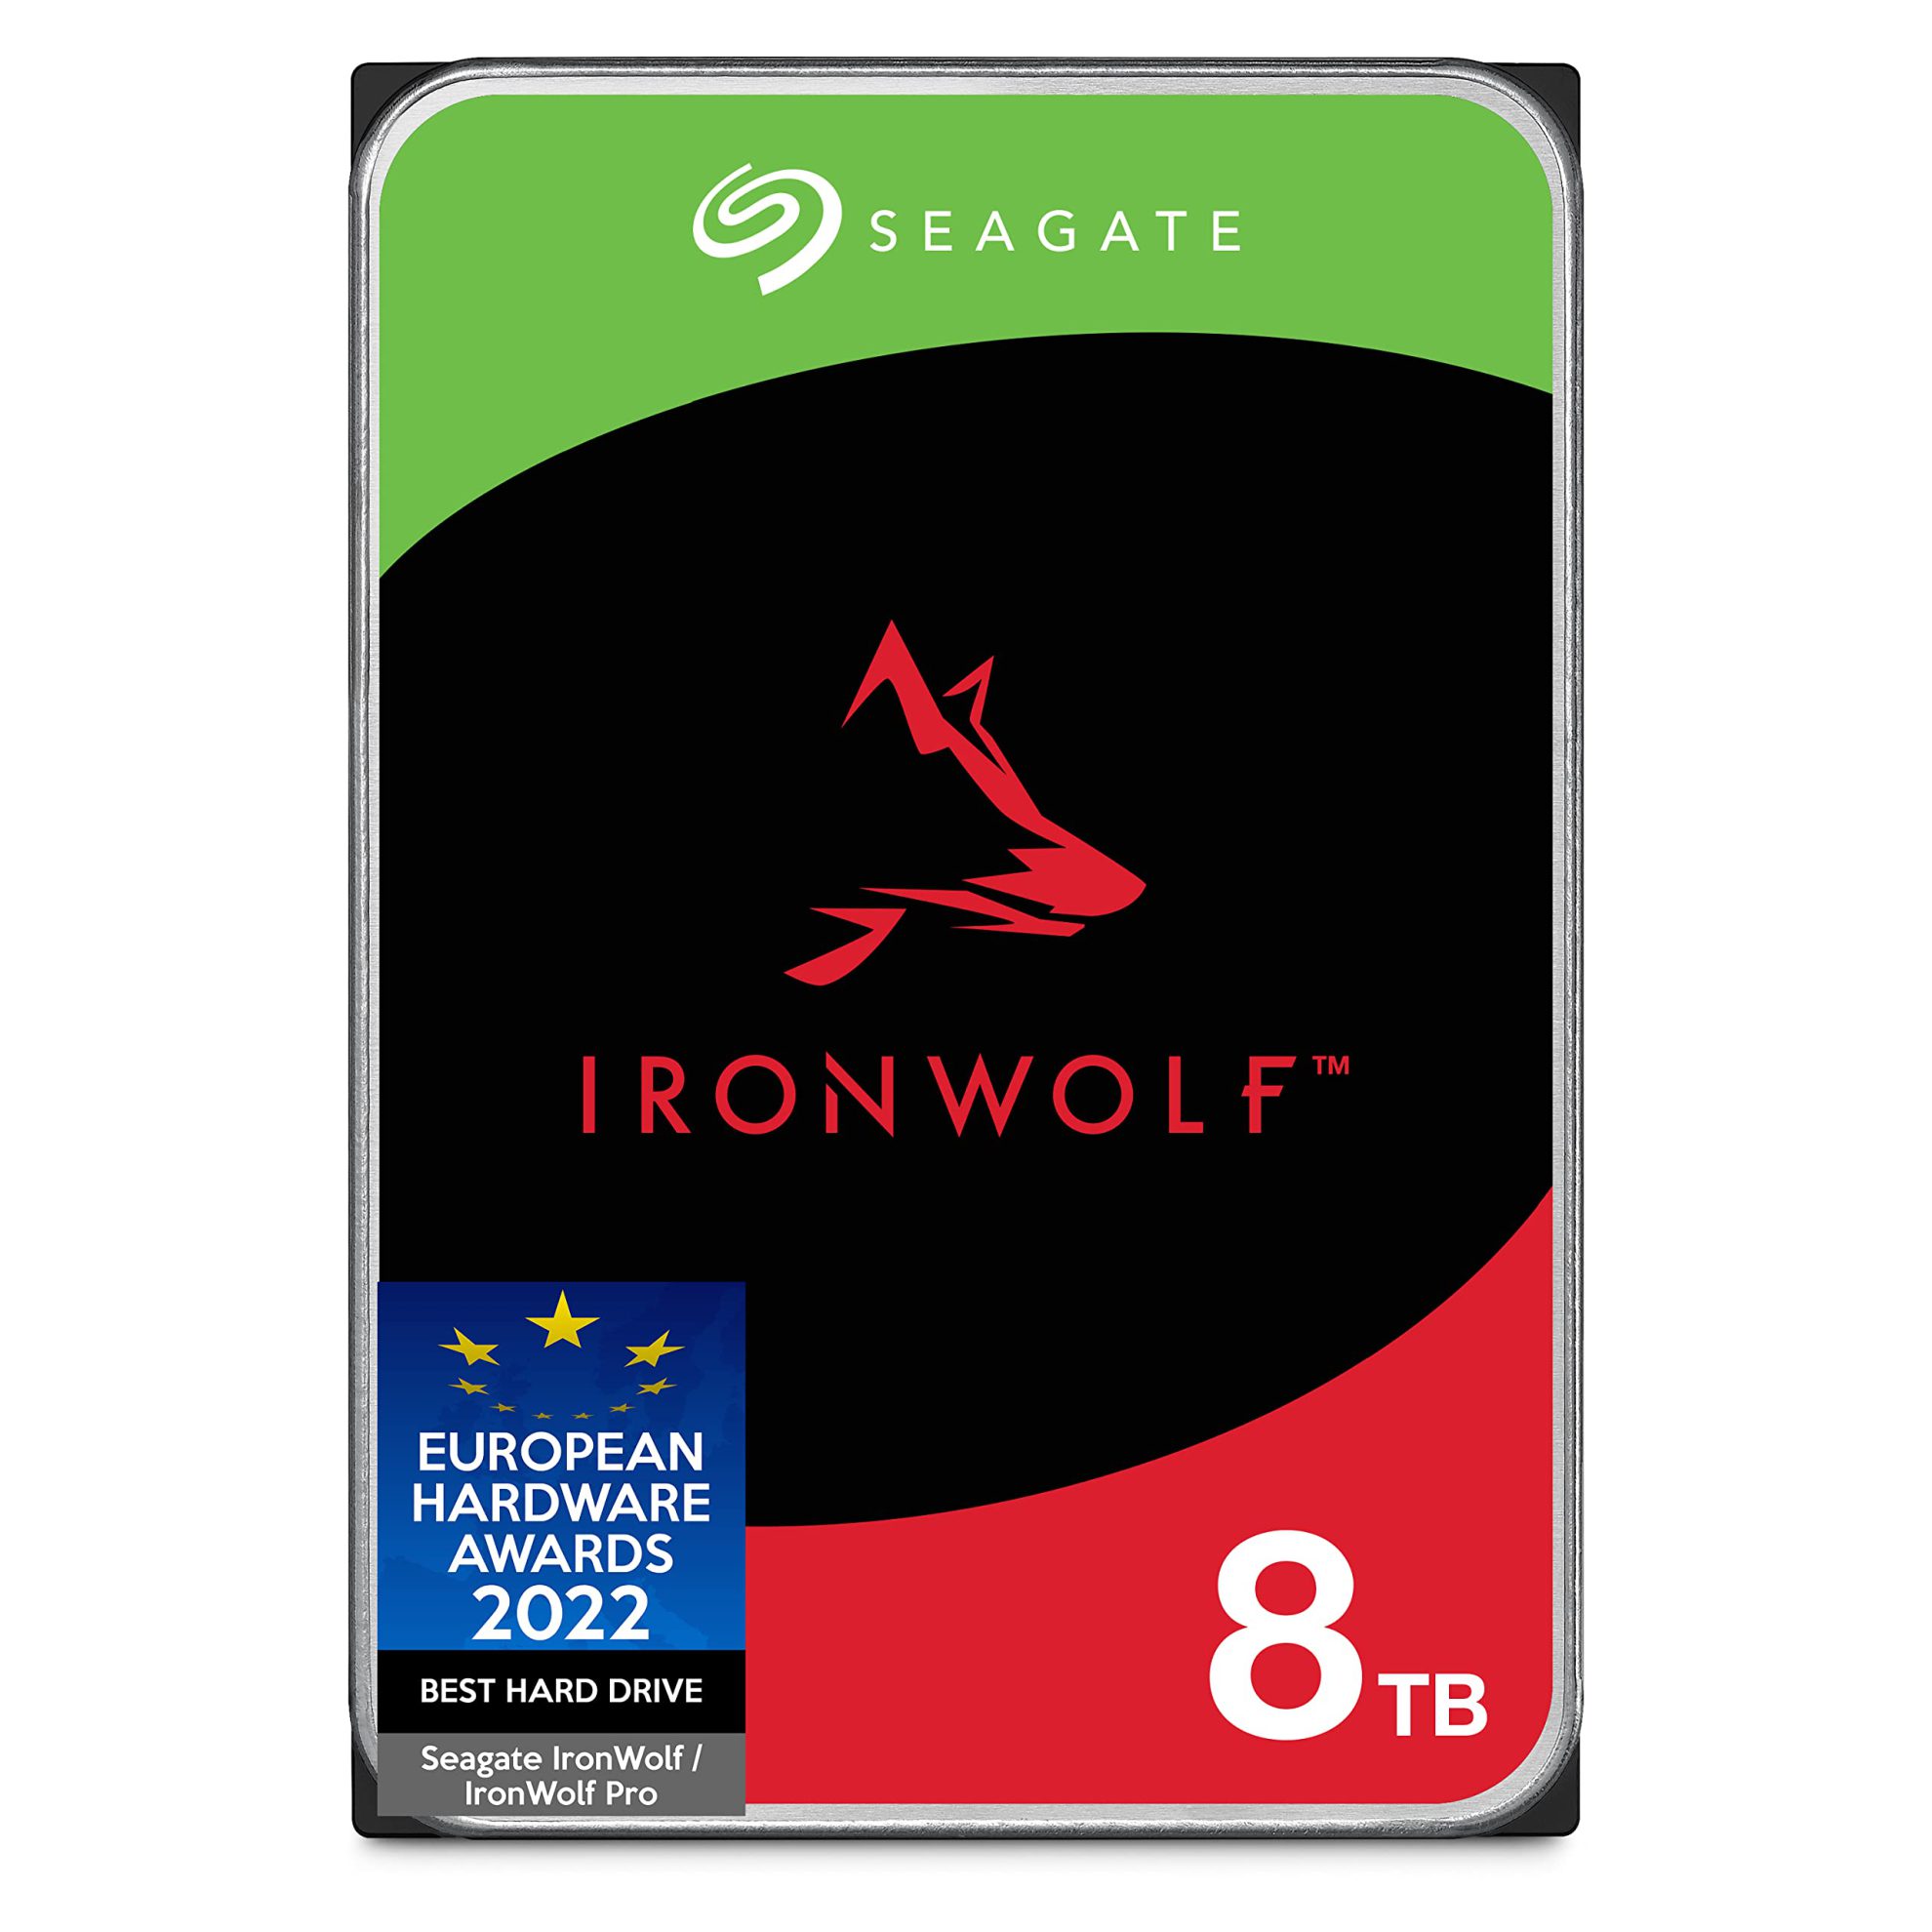 SEAGATE
IRONWOLF™
EUROPEAN
HARDWARE
AWARDS
2022
BEST HARD DRIVE
Seagate IronWolf /
IronWolf Pro
8TB